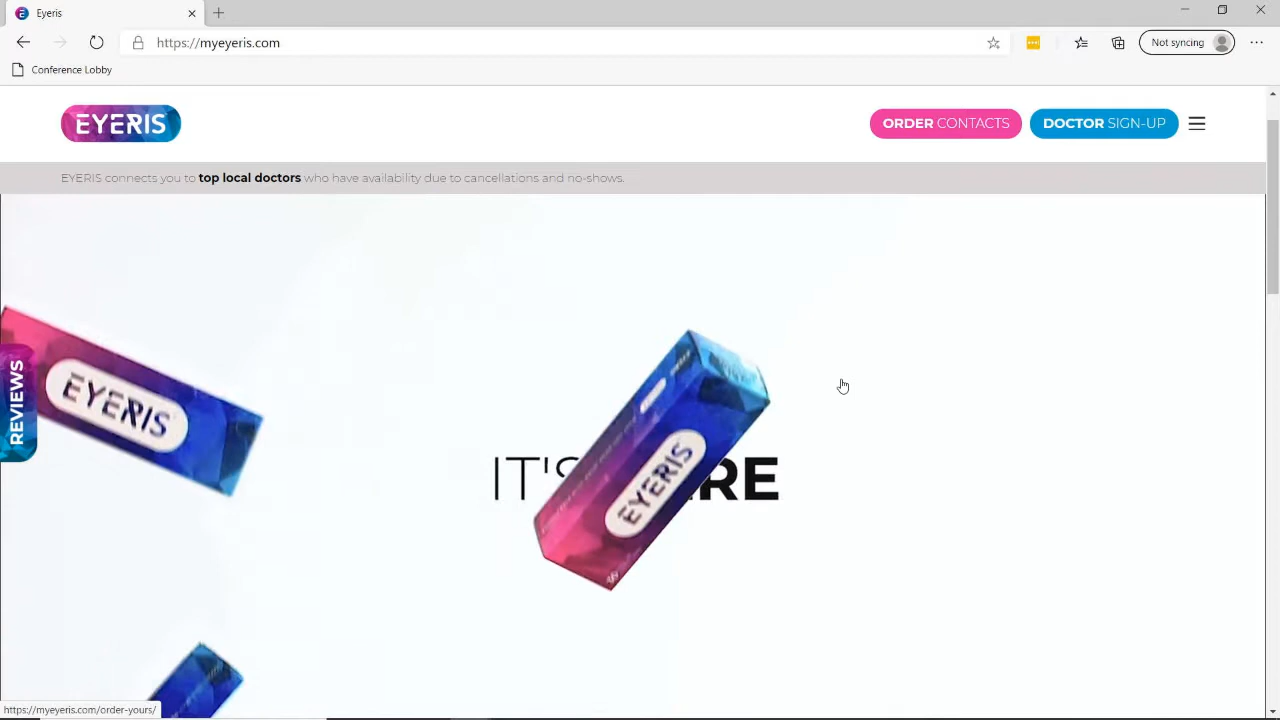 Eyeris
https://myeyeris.com
Not syncing
Conference Lobby
EYERIS
ORDER CONTACTS
DOCTOR SIGN-UP
EYERIS connects you to top local doctors who have availability due to cancellations and no-shows.
REVIEWS
EYERIS
EYERIS
IT'S
RE
https://myeyeris.com/order-yours/